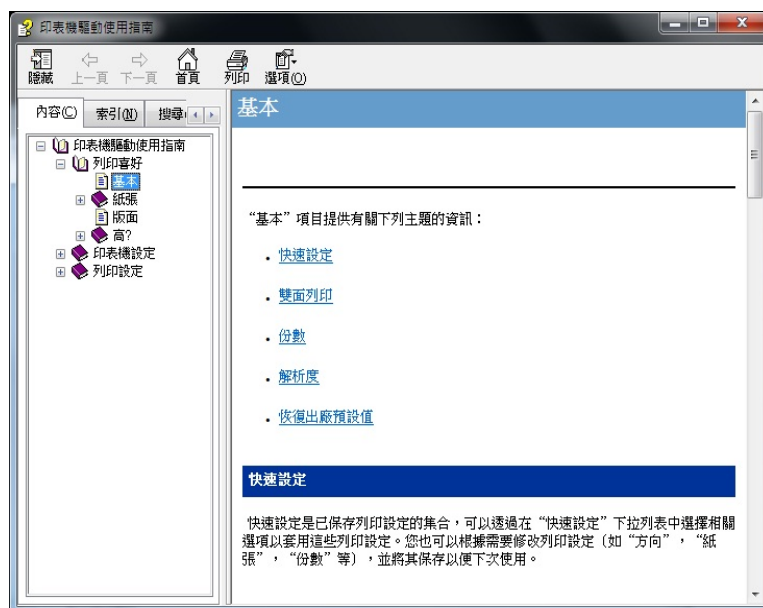 印表機驅動使用指南
隱藏 上一頁 下一頁 首頁 列印 選項(O)
內容(C) 索引(N) 搜尋
印表機驅動使用指南
列印喜好
基本
紙張
版面
高?
印表機設定
列印設定
基本
“基本”項目提供有關下列主題的資訊：
• 快速設定
• 雙面列印
• 份數
• 解析度
• 恢復出廠預設值
快速設定
快速設定是已保存列印設定的集合，可以透過在“快速設定”下拉列表中選擇相關
選項以套用這些列印設定。您也可以根據需要修改列印設定（如“方向”，“紙
張”，“份數”等），並將其保存以便下次使用。